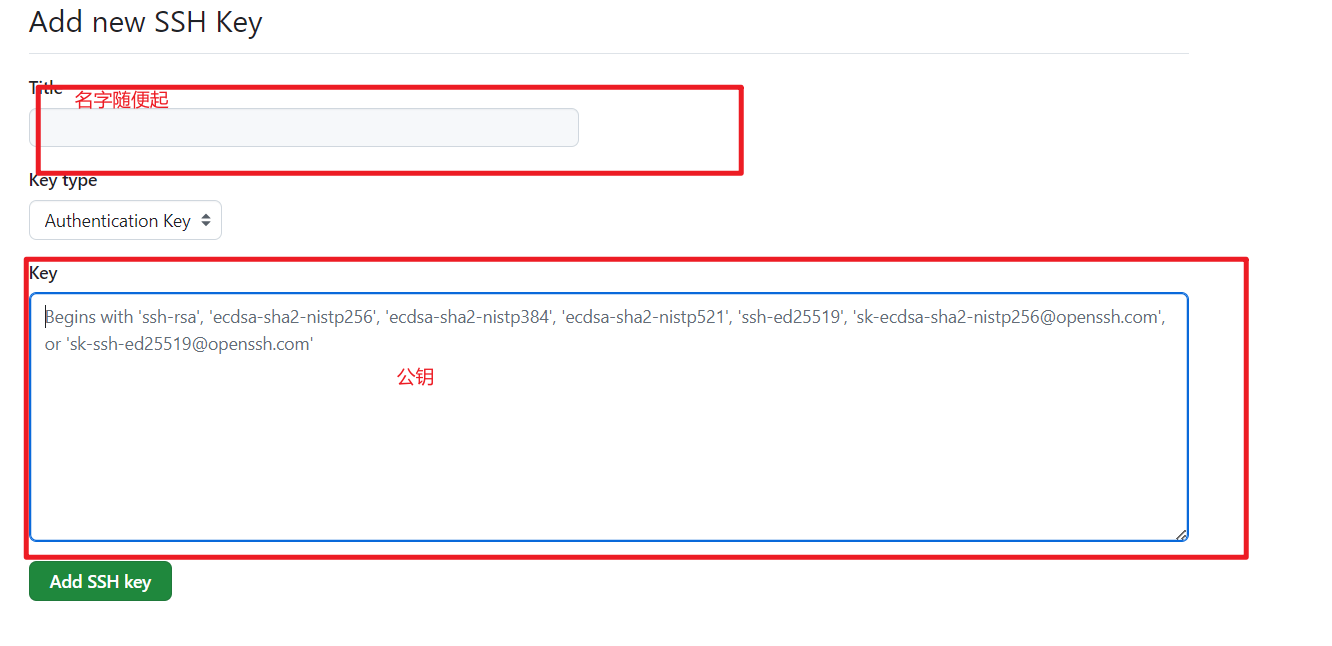 Add new SSH Key
Title
名字随便起
Key type
Authentication Key
Key
Begins with 'ssh-rsa', 'ecdsa-sha2-nistp256', 'ecdsa-sha2-nistp384', 'ecdsa-sha2-nistp521', 'ssh-ed25519', 'sk-ecdsa-sha2-nistp256@openssh.com',
or 'sk-ssh-ed25519@openssh.com'
公钥
Add SSH key